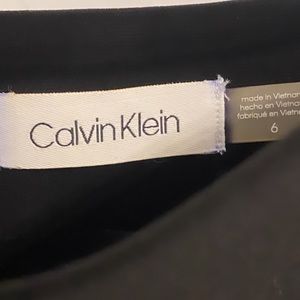 Calvin Klein
made in Vietnam
hecho en Vietnam
fabriqué en Vietnam
6